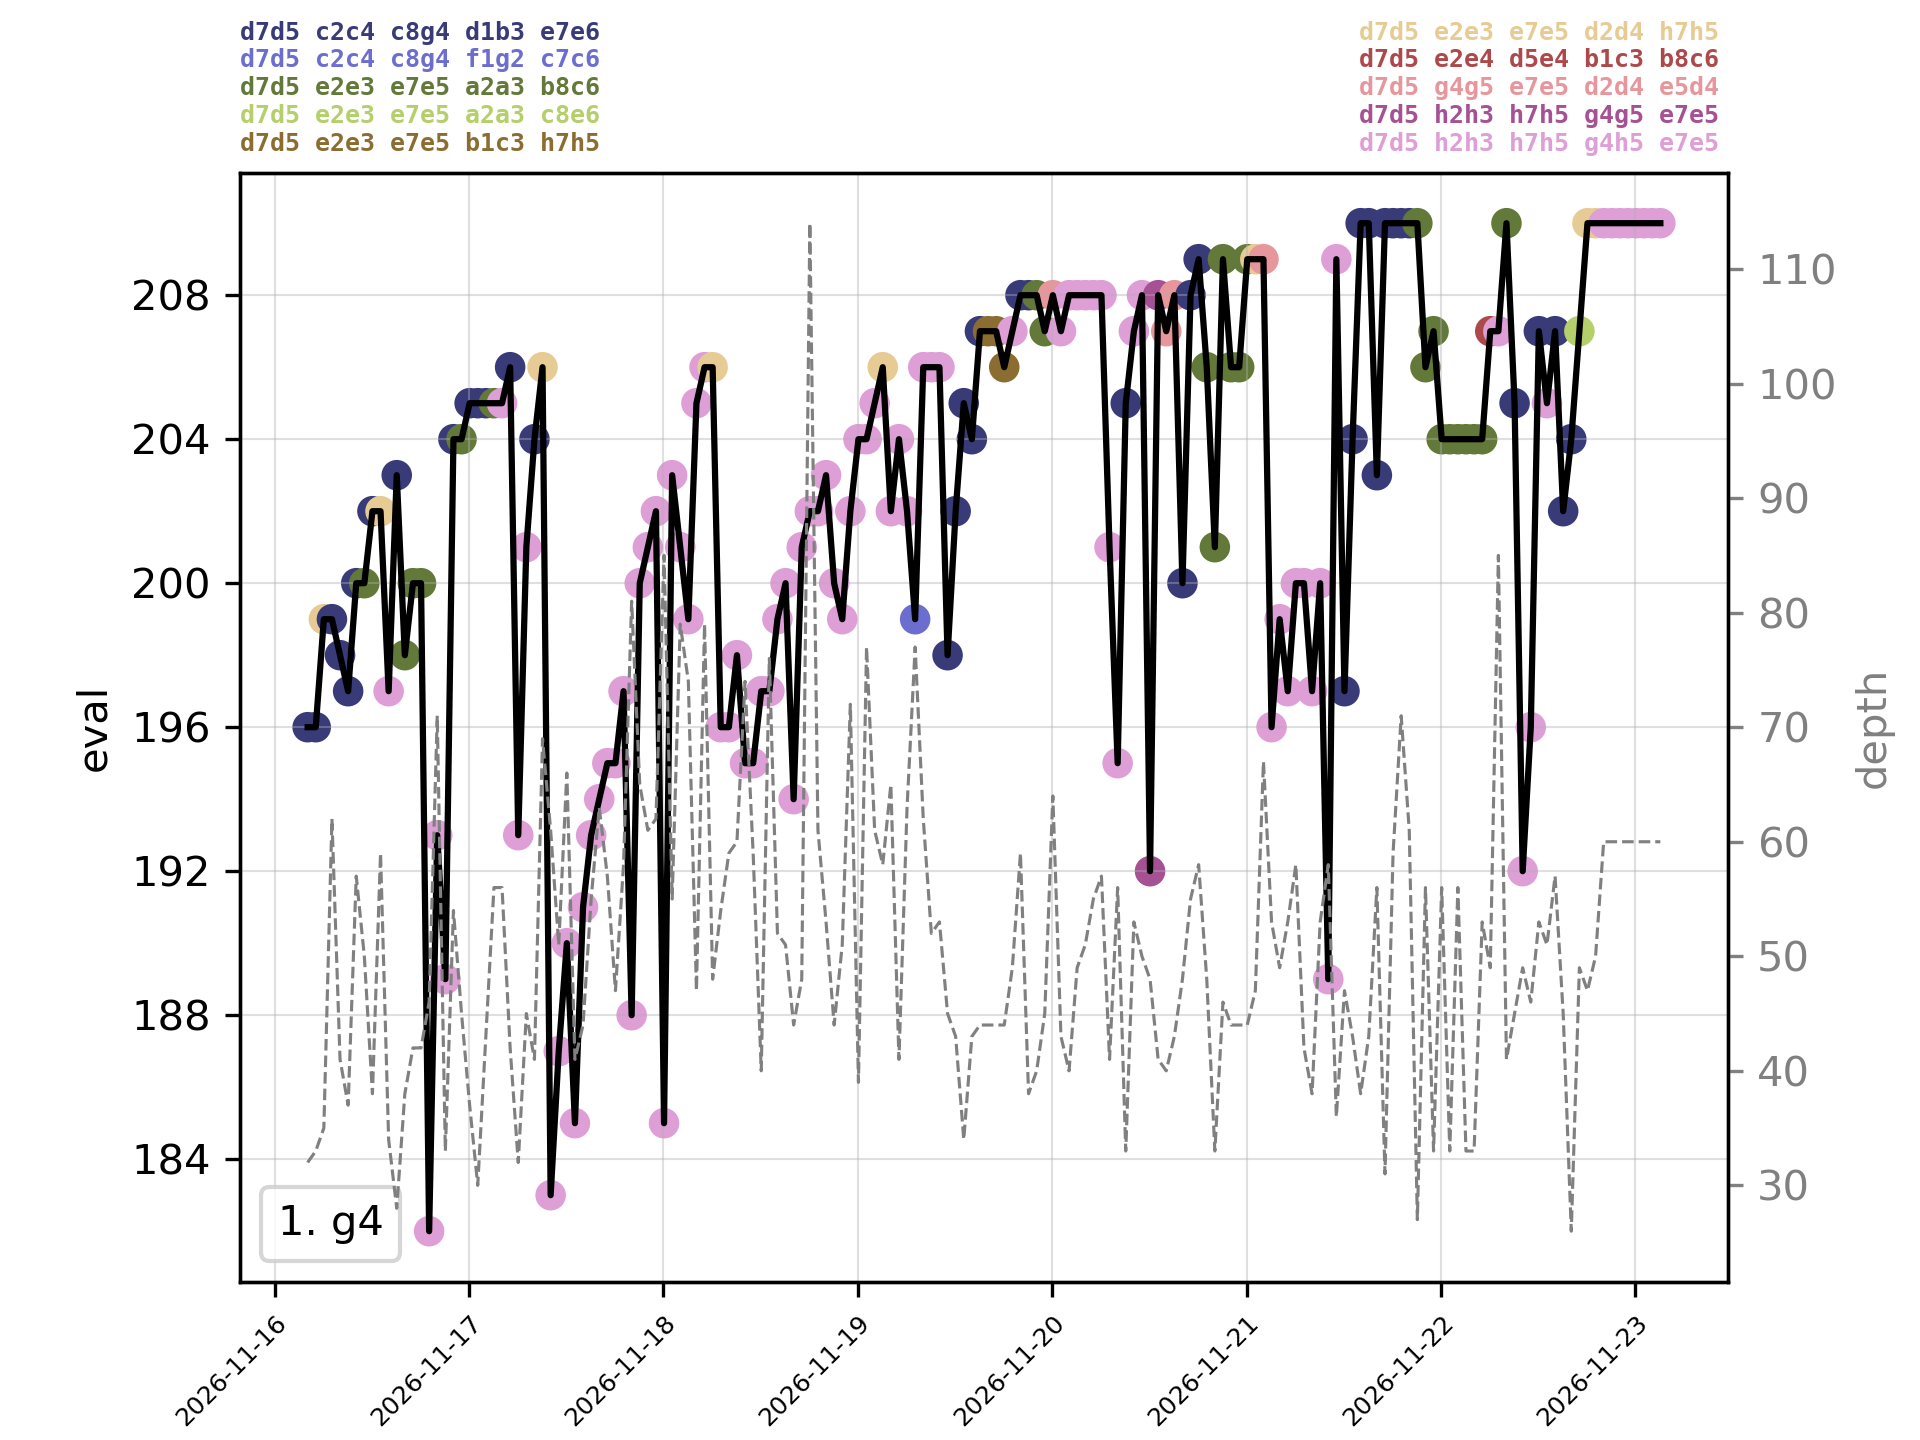 d7d5 c2c4 c8g4 d1b3 e7e6
d7d5 c2c4 c8g4 f1g2 c7c6
d7d5 e2e3 e7e5 a2a3 b8c6
d7d5 e2e3 e7e5 a2a3 c8e6
d7d5 e2e3 e7e5 b1c3 h7h5
d7d5 e2e3 e7e5 d2d4 h7h5
d7d5 e2e4 d5e4 b1c3 b8c6
d7d5 g4g5 e7e5 d2d4 e5d4
d7d5 h2h3 h7h5 g4g5 e7e5
d7d5 h2h3 h7h5 g4h5 e7e5
eval
208
204
200
196
192
188
184
1. g4
110
100
90
80
70
60
50
40
30
depth
2026-11-16
2026-11-17
2026-11-18
2026-11-19
2026-11-20
2026-11-21
2026-11-22
2026-11-23